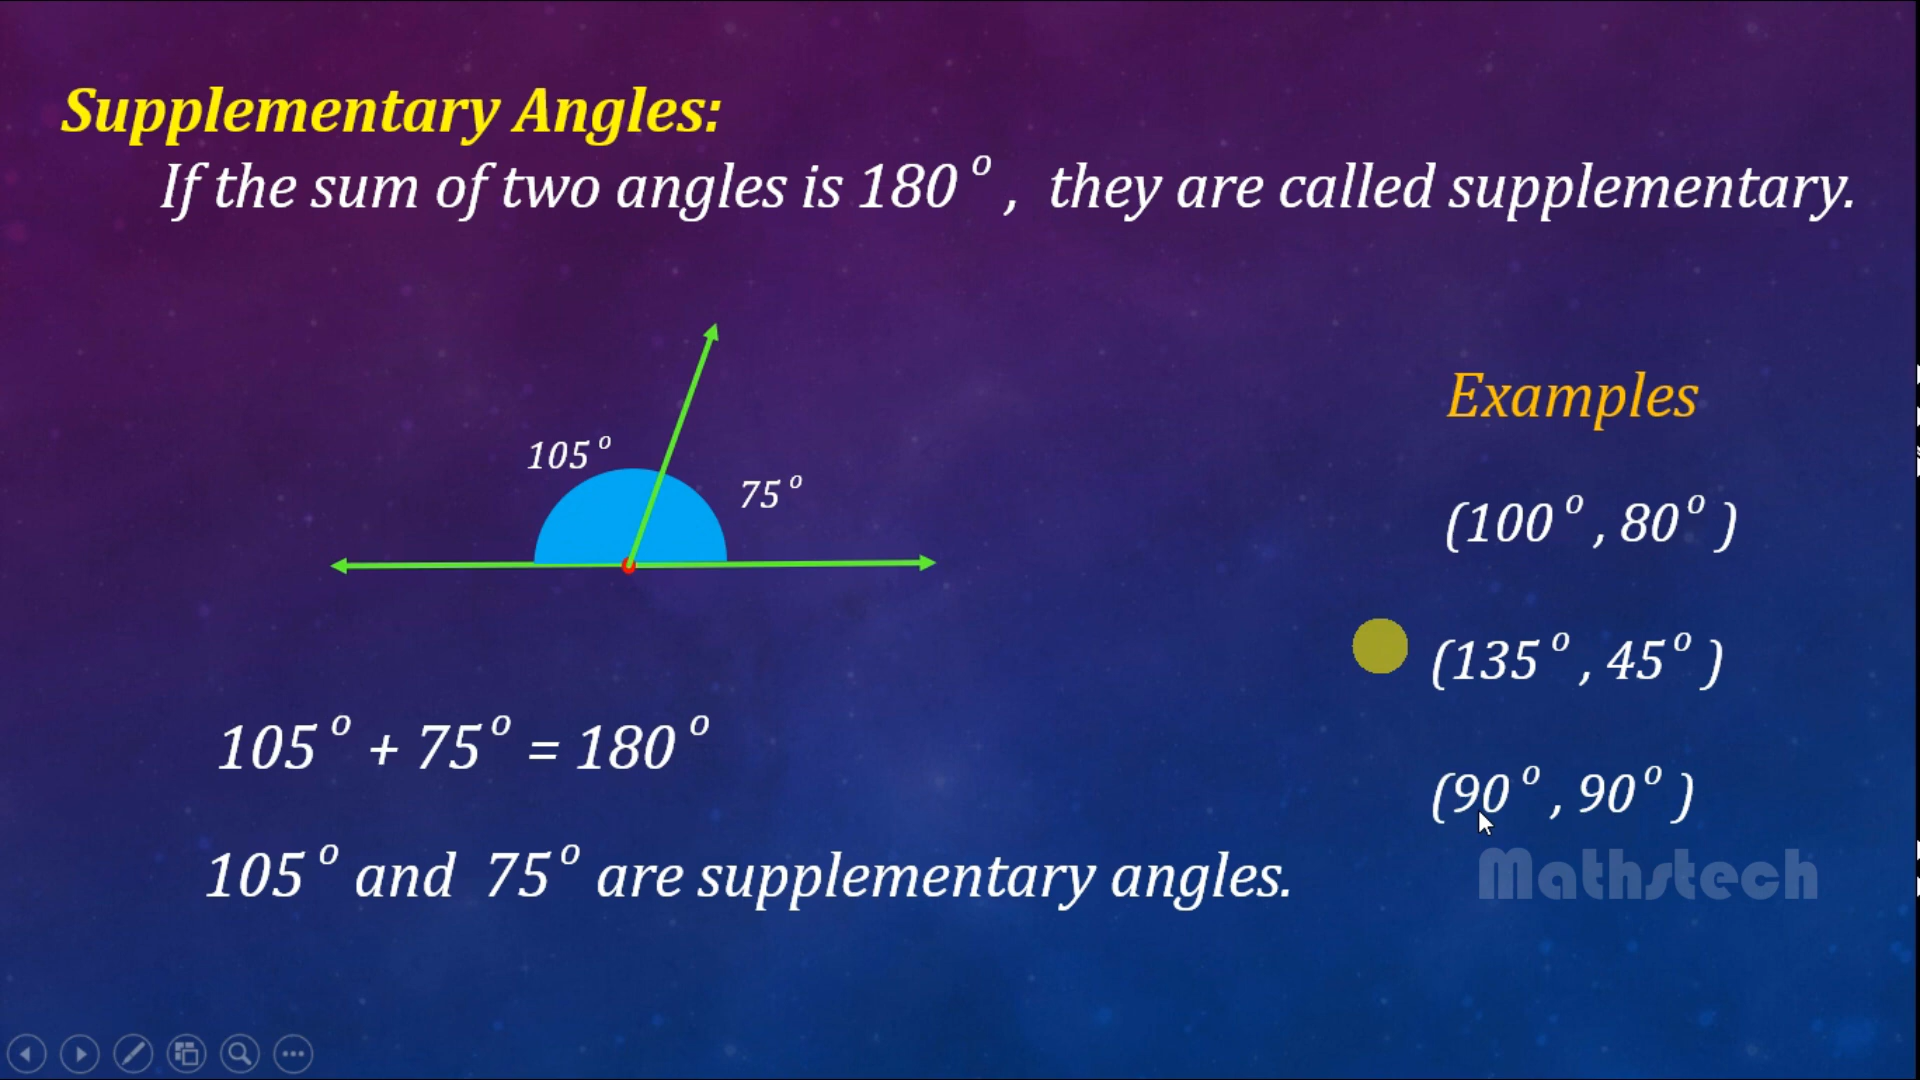 Supplementary Angles:
If the sum of two angles is 180°, they are called supplementary.
105°
75°
Examples
(100°, 80°)
(135°, 45°)
(90°, 90°)
105° + 75° = 180°
105° and 75° are supplementary angles.
Mathstech